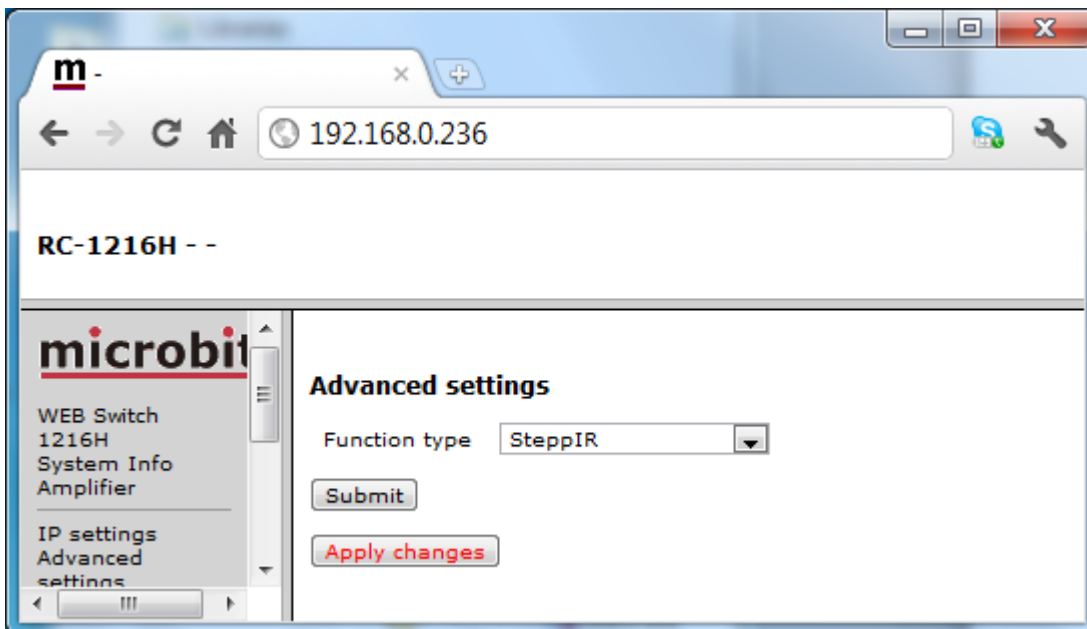 m -
192.168.0.236
RC-1216H - -
microbit
WEB Switch
1216H
System Info
Amplifier
IP settings
Advanced
settings
Advanced settings
Function type SteppIR
Submit
Apply changes